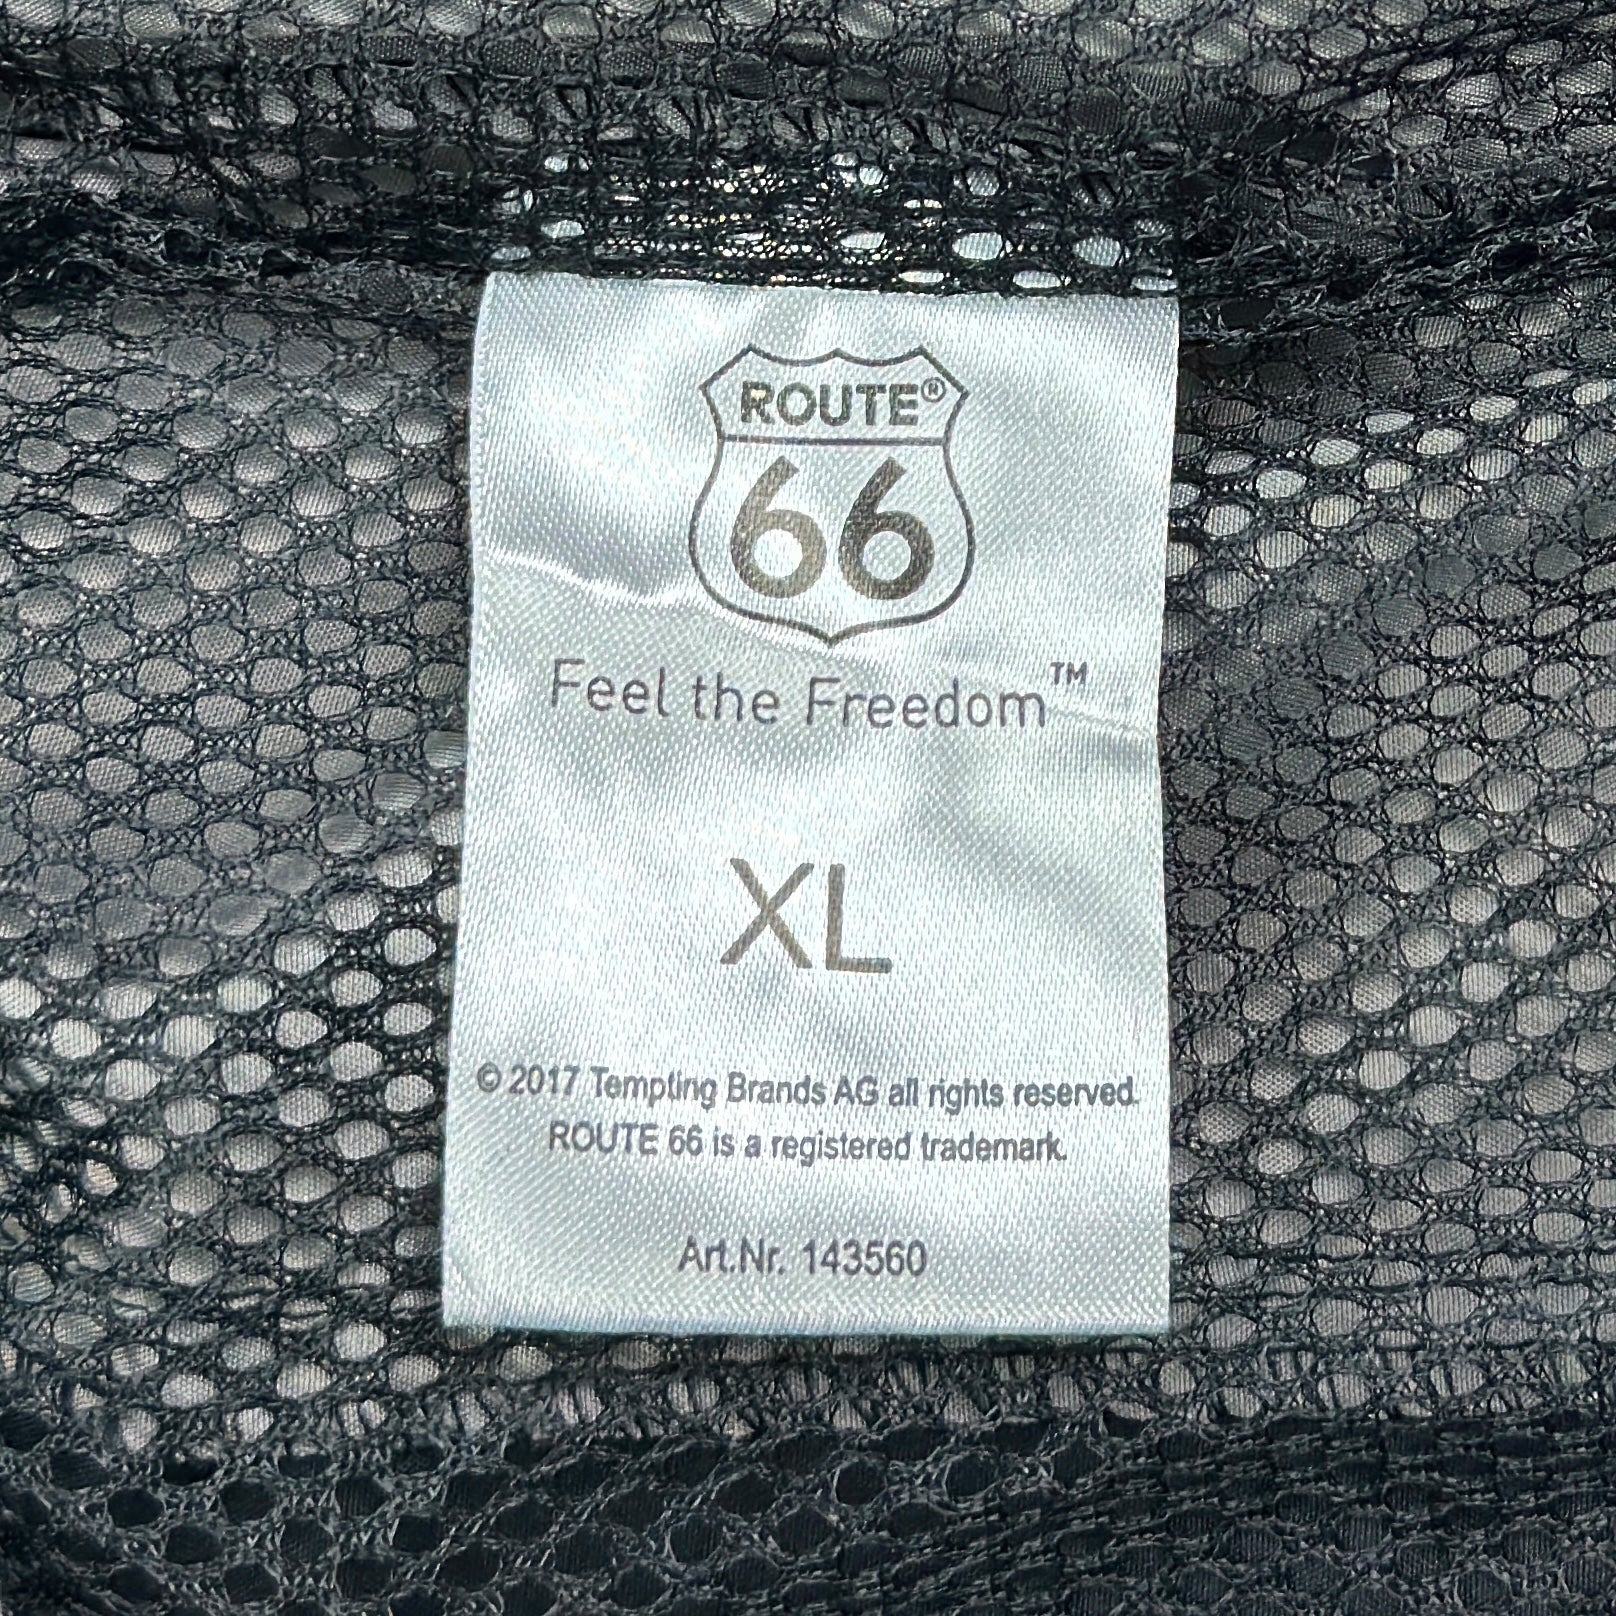 ROUTE®
66
Feel the Freedom™
XL
© 2017 Tempting Brands AG all rights reserved.
ROUTE 66 is a registered trademark.
Art.Nr. 143560